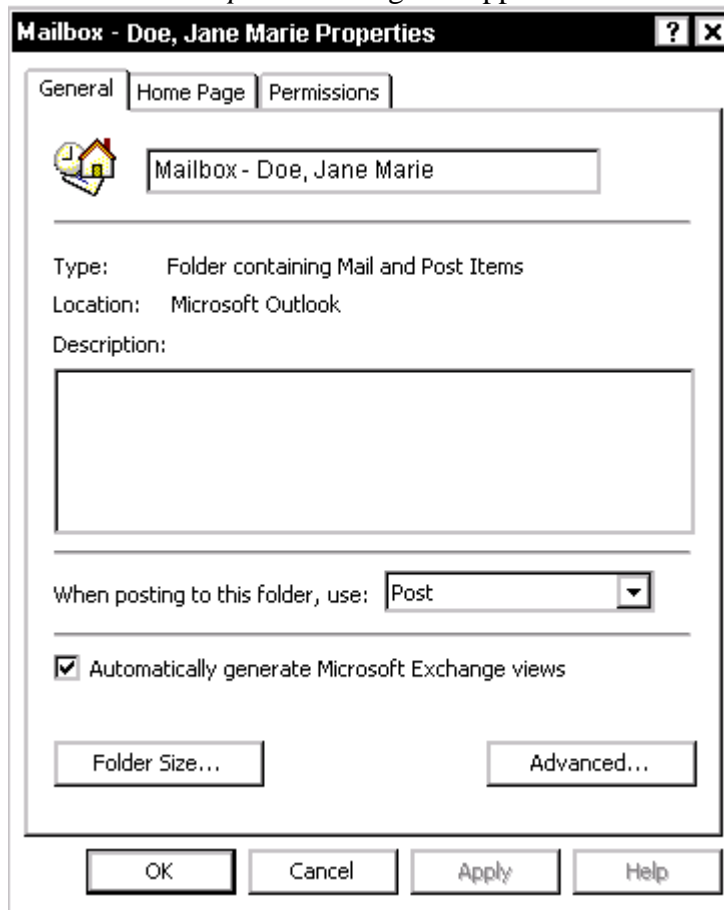 Mailbox - Doe, Jane Marie Properties ? X
General Home Page Permissions
Mailbox - Doe, Jane Marie
Type: Folder containing Mail and Post Items
Location: Microsoft Outlook
Description:
When posting to this folder, use: Post
Automatically generate Microsoft Exchange views
Folder Size... Advanced...
OK Cancel Apply Help